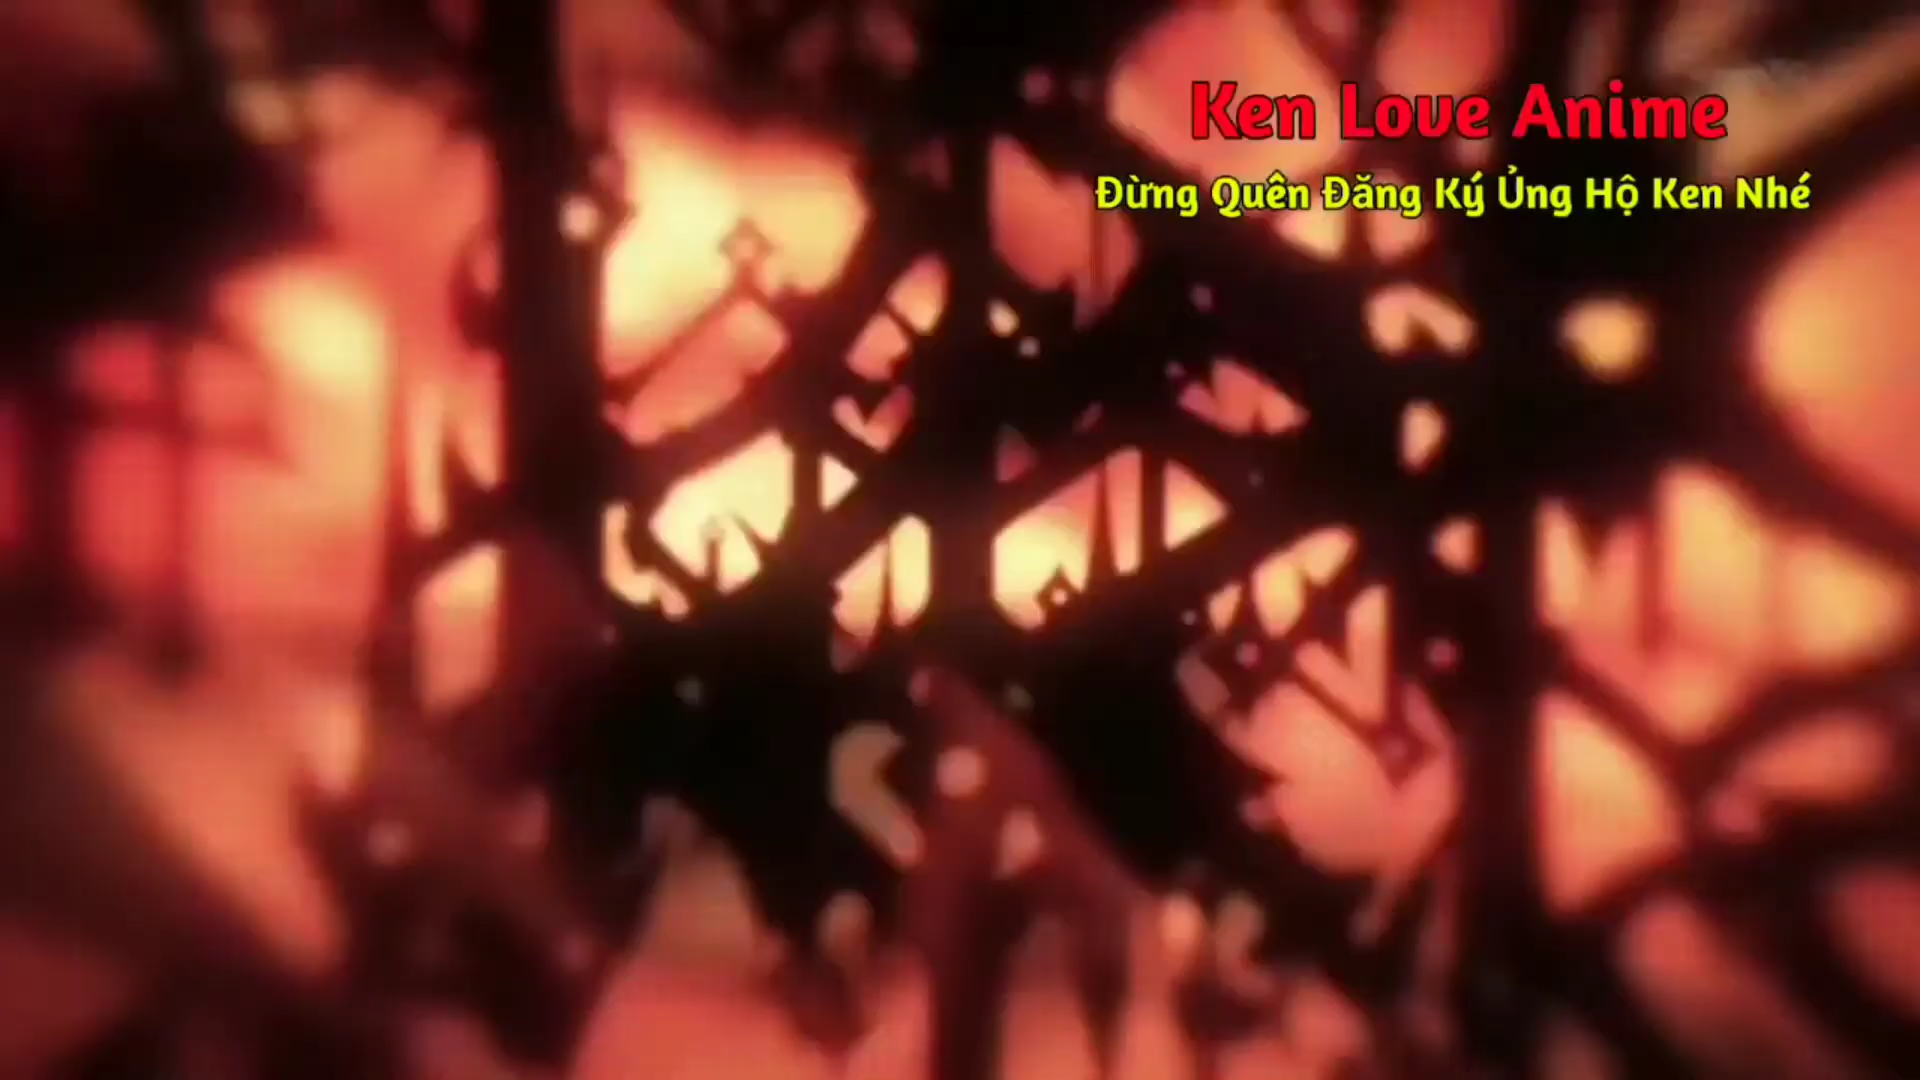 Ken Love Anime
Đừng Quên Đăng Ký Ủng Hộ Ken Nhé